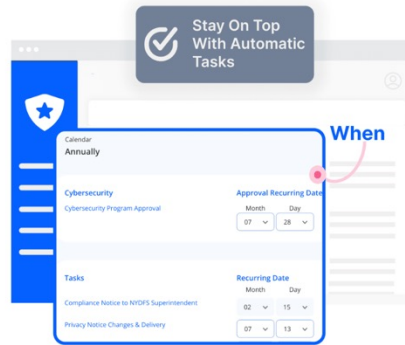 Stay On Top
With Automatic
Tasks
When
Calendar
Annually
Cybersecurity
Approval Recurring Date
Cybersecurity Program Approval
Month Day
07 28
Tasks
Recurring Date
Month Day
Compliance Notice to NYDFS Superintendent
02 15
Privacy Notice Changes & Delivery
07 13